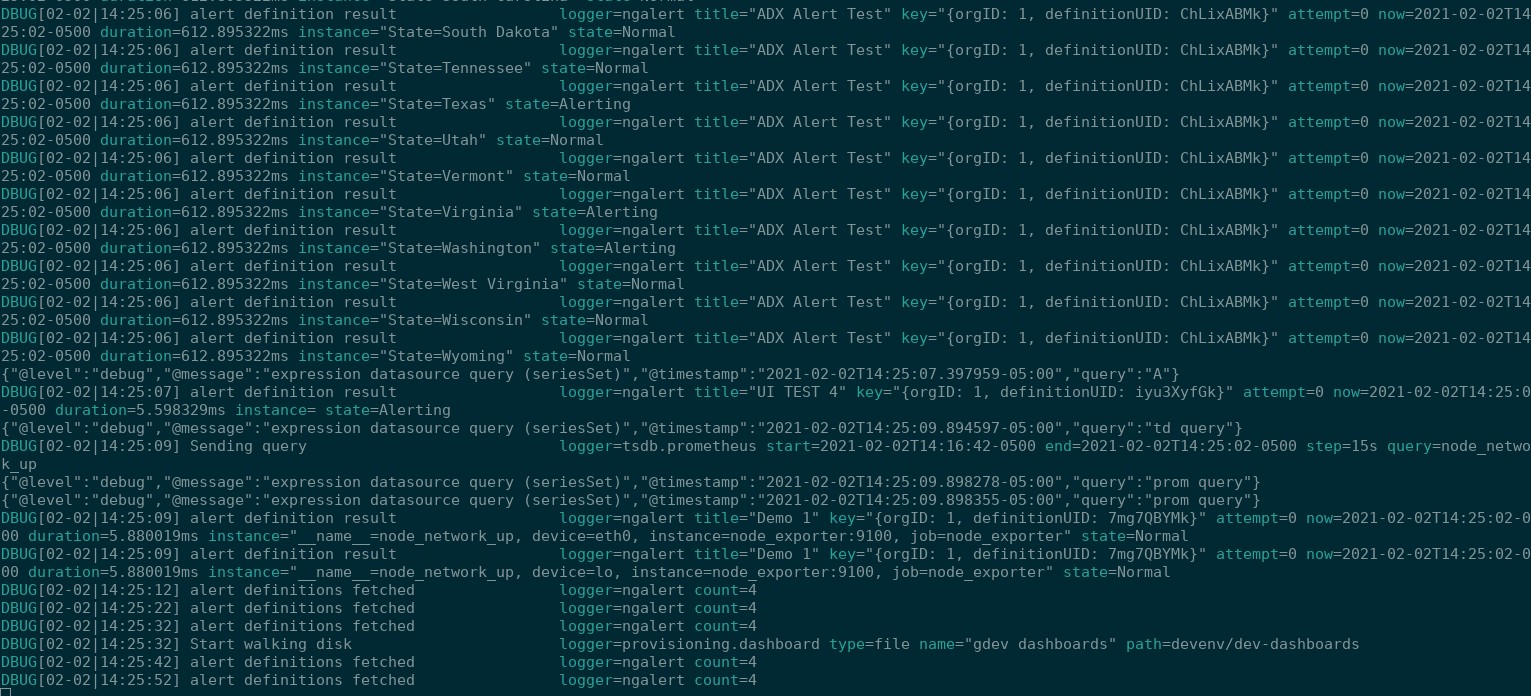 DBUG[02-02|14:25:06] alert definition result                  logger=ngalert title="ADX Alert Test" key="{orgID: 1, definitionUID: ChLixABMk}" attempt=0 now=2021-02-02T14
25:02-0500 duration=612.895322ms instance="State=South Dakota" state=Normal
DBUG[02-02|14:25:06] alert definition result                  logger=ngalert title="ADX Alert Test" key="{orgID: 1, definitionUID: ChLixABMk}" attempt=0 now=2021-02-02T14
25:02-0500 duration=612.895322ms instance="State=Tennessee" state=Normal
DBUG[02-02|14:25:06] alert definition result                  logger=ngalert title="ADX Alert Test" key="{orgID: 1, definitionUID: ChLixABMk}" attempt=0 now=2021-02-02T14
25:02-0500 duration=612.895322ms instance="State=Texas" state=Alerting
DBUG[02-02|14:25:06] alert definition result                  logger=ngalert title="ADX Alert Test" key="{orgID: 1, definitionUID: ChLixABMk}" attempt=0 now=2021-02-02T14
25:02-0500 duration=612.895322ms instance="State=Utah" state=Normal
DBUG[02-02|14:25:06] alert definition result                  logger=ngalert title="ADX Alert Test" key="{orgID: 1, definitionUID: ChLixABMk}" attempt=0 now=2021-02-02T14
25:02-0500 duration=612.895322ms instance="State=Vermont" state=Normal
DBUG[02-02|14:25:06] alert definition result                  logger=ngalert title="ADX Alert Test" key="{orgID: 1, definitionUID: ChLixABMk}" attempt=0 now=2021-02-02T14
25:02-0500 duration=612.895322ms instance="State=Virginia" state=Alerting
DBUG[02-02|14:25:06] alert definition result                  logger=ngalert title="ADX Alert Test" key="{orgID: 1, definitionUID: ChLixABMk}" attempt=0 now=2021-02-02T14
25:02-0500 duration=612.895322ms instance="State=Washington" state=Alerting
DBUG[02-02|14:25:06] alert definition result                  logger=ngalert title="ADX Alert Test" key="{orgID: 1, definitionUID: ChLixABMk}" attempt=0 now=2021-02-02T14
25:02-0500 duration=612.895322ms instance="State=West Virginia" state=Normal
DBUG[02-02|14:25:06] alert definition result                  logger=ngalert title="ADX Alert Test" key="{orgID: 1, definitionUID: ChLixABMk}" attempt=0 now=2021-02-02T14
25:02-0500 duration=612.895322ms instance="State=Wisconsin" state=Normal
DBUG[02-02|14:25:06] alert definition result                  logger=ngalert title="ADX Alert Test" key="{orgID: 1, definitionUID: ChLixABMk}" attempt=0 now=2021-02-02T14
25:02-0500 duration=612.895322ms instance="State=Wyoming" state=Normal
{"@level":"debug","@message":"expression datasource query (seriesSet)","@timestamp":"2021-02-02T14:25:07.397959-05:00","query":"A"}
DBUG[02-02|14:25:07] alert definition result                  logger=ngalert title="UI TEST 4" key="{orgID: 1, definitionUID: iyu3XyfGk}" attempt=0 now=2021-02-02T14:25:0
-0500 duration=5.598329ms instance= state=Alerting
{"@level":"debug","@message":"expression datasource query (seriesSet)","@timestamp":"2021-02-02T14:25:09.894597-05:00","query":"td query"}
DBUG[02-02|14:25:09] Sending query                            logger=tsdb.prometheus start=2021-02-02T14:16:42-0500 end=2021-02-02T14:25:02-0500 step=15s query=node_netwo
k_up
{"@level":"debug","@message":"expression datasource query (seriesSet)","@timestamp":"2021-02-02T14:25:09.898278-05:00","query":"prom query"}
{"@level":"debug","@message":"expression datasource query (seriesSet)","@timestamp":"2021-02-02T14:25:09.898355-05:00","query":"prom query"}
DBUG[02-02|14:25:09] alert definition result                  logger=ngalert title="Demo 1" key="{orgID: 1, definitionUID: 7mg7QBYMk}" attempt=0 now=2021-02-02T14:25:02-0
00 duration=5.880019ms instance="__name__=node_network_up, device=eth0, instance=node_exporter:9100, job=node_exporter" state=Normal
DBUG[02-02|14:25:09] alert definition result                  logger=ngalert title="Demo 1" key="{orgID: 1, definitionUID: 7mg7QBYMk}" attempt=0 now=2021-02-02T14:25:02-0
00 duration=5.880019ms instance="__name__=node_network_up, device=lo, instance=node_exporter:9100, job=node_exporter" state=Normal
DBUG[02-02|14:25:12] alert definitions fetched                logger=ngalert count=4
DBUG[02-02|14:25:22] alert definitions fetched                logger=ngalert count=4
DBUG[02-02|14:25:32] alert definitions fetched                logger=ngalert count=4
DBUG[02-02|14:25:32] Start walking disk                       logger=provisioning.dashboard type=file name="gdev dashboards" path=devenv/dev-dashboards
DBUG[02-02|14:25:42] alert definitions fetched                logger=ngalert count=4
DBUG[02-02|14:25:52] alert definitions fetched                logger=ngalert count=4